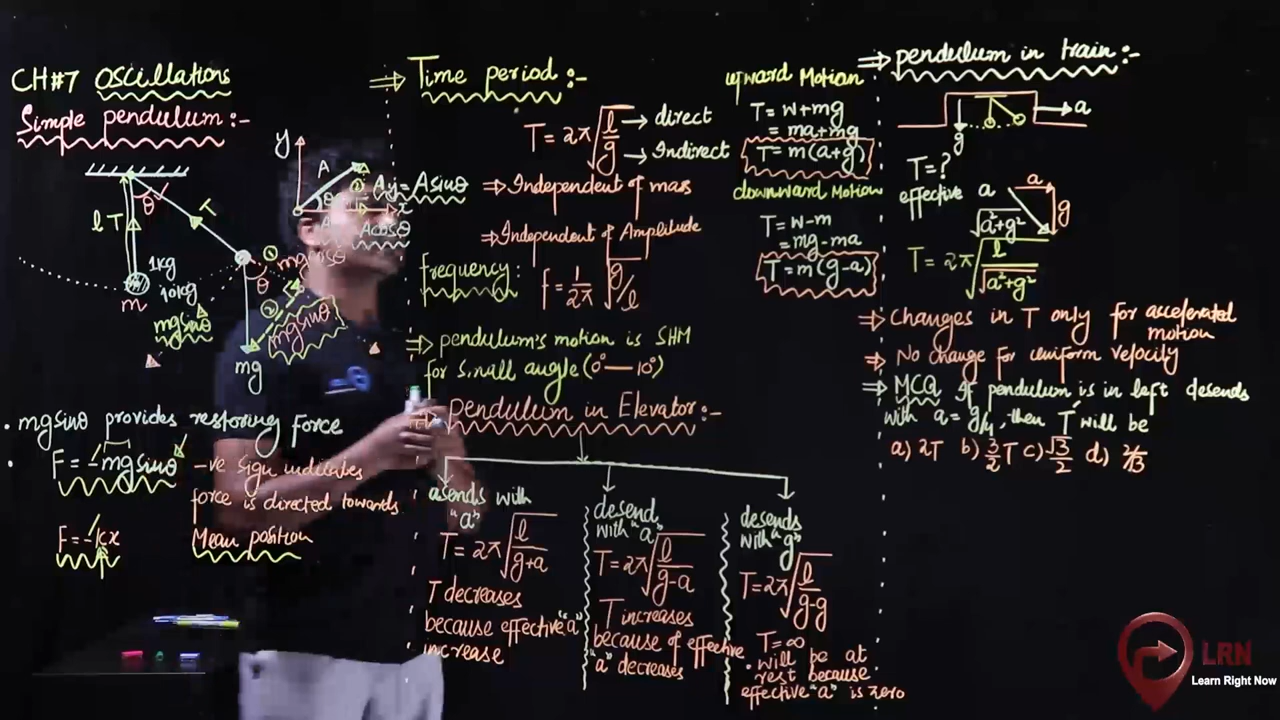 CH#7 Oscillations
Simple pendulum:-
y
A
Ay = Asinθ
x
Acosθ
θ
l T
T
1kg
10kg
m
mgsinθ
θ
mgsinθ
mg
. mgsinθ provides restoring force
. F = -mgsinθ
-ve sign indicates
force is directed towards
Mean position
F = -kx
⇒ Time period:-
T = 2π√(l/g) → direct
→ Indirect
⇒ Independent of mass
⇒ Independent of Amplitude
frequency:
f = 1/2π √(g/l)
⇒ pendulum's motion is SHM
for small angle (0° — 10°)
pendulum in Elevator:-
asends with
"a"
T = 2π√(l/(g+a))
T decreases
because effective "a"
increase
desend
with "a"
T = 2π√(l/(g-a))
T increases
because of effective
"a" decreases
desends
with "g"
T = 2π√(l/(g-g))
T = ∞
. will be at
rest because
effective "a" is zero
upward Motion
T = w+mg
= ma+mg
T = m(a+g)
downward Motion
T = w-m
= mg-ma
T = m(g-a)
⇒ pendulum in train:-
→ a
g
T = ?
effective a
a
g
√(a²+g²)
T = 2π√(l/√(a²+g²))
⇒ Changes in T only for accelerated
motion
⇒ No change for uniform velocity
⇒ MCQ If pendulum is in left desends
with a = g/4, then T will be
a) 2T b) 3/2 T c) √3/2 d) 2/√3
LRN
Learn Right Now